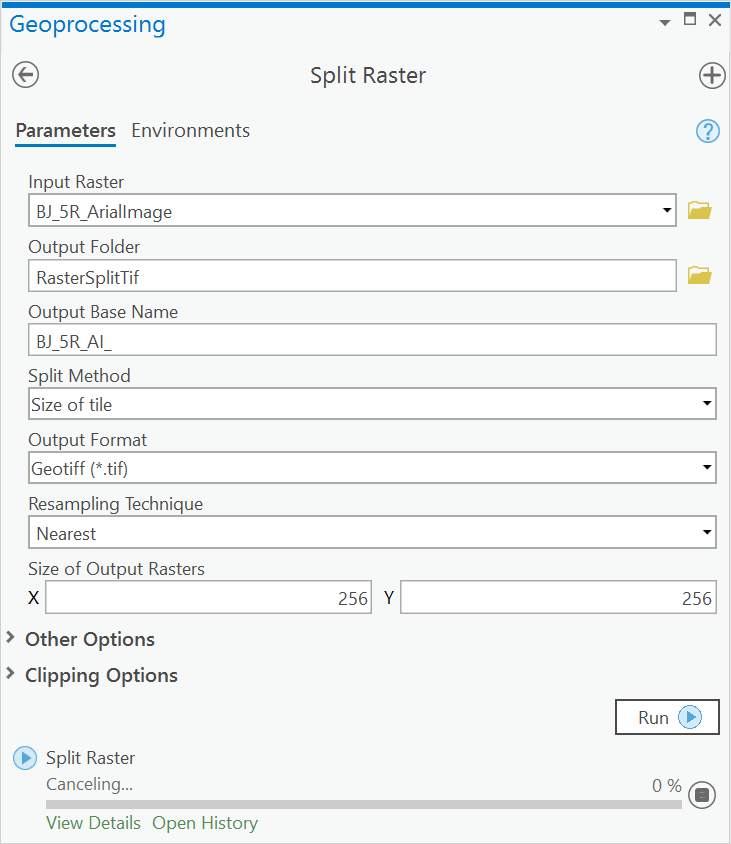 Geoprocessing
Split Raster
Parameters Environments
?
Input Raster
BJ_5R_ArialImage
Output Folder
RasterSplitTif
Output Base Name
BJ_5R_AI_
Split Method
Size of tile
Output Format
Geotiff (*.tif)
Resampling Technique
Nearest
Size of Output Rasters
X 256 Y 256
Other Options
Clipping Options
Run
Split Raster
Canceling... 0 %
View Details Open History